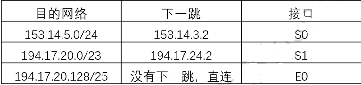 目的网络 下一跳 接口
153.14.5.0/24 153.14.3.2 S0
194.17.20.0/23 194.17.24.2 S1
194.17.20.128/25 没有下 跳，直连 E0